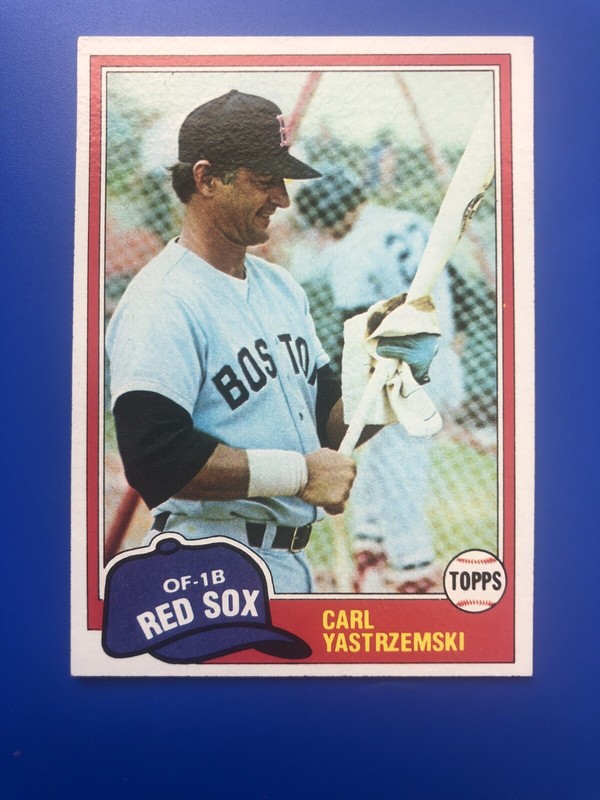 B
BOSTON
OF-1B
RED SOX
TOPPS
CARL
YASTRZEMSKI